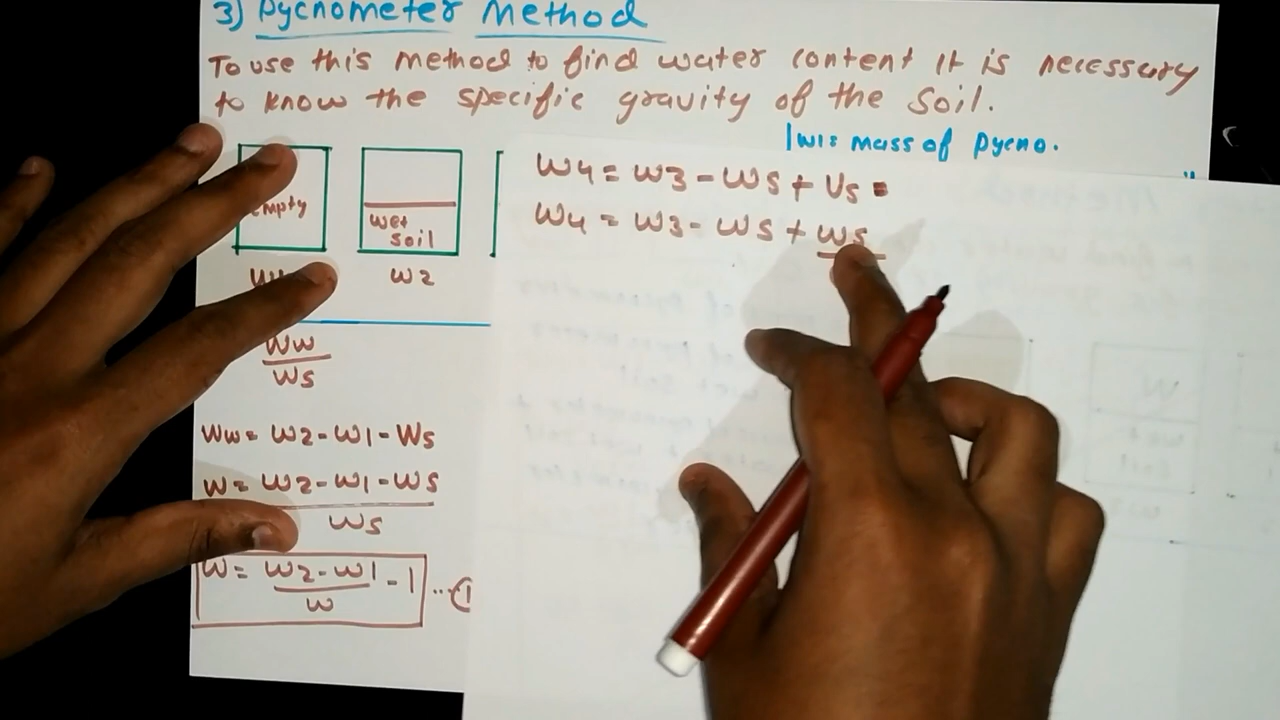 3) Pycnometer Method
To use this method to find water content it is necessary
to know the specific gravity of the soil.
W1 = mass of pycno.
empty
wet
soil
w2
W4 = W3 - WS + VS =
W4 = W3 - WS + WS
Ww
WS
Ww = W2 - W1 - WS
W = W2 - W1 - WS
WS
W = W2 - W1 - 1 ...①
W